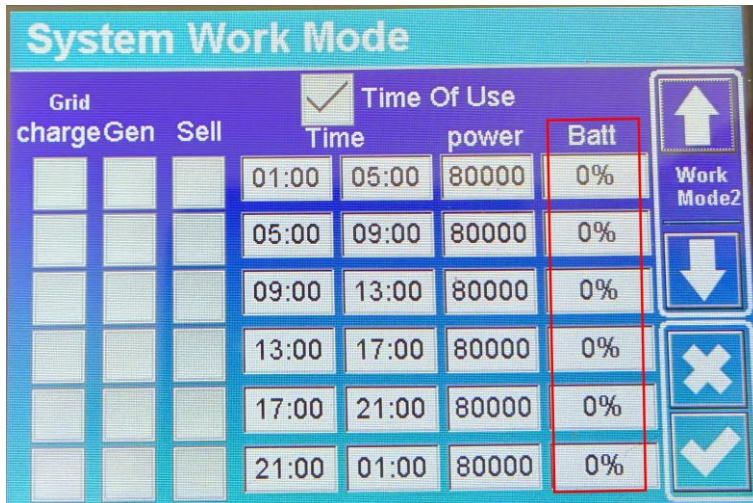 System Work Mode
Grid
charge Gen Sell
Time Of Use
Time power Batt
01:00 05:00 80000 0%
05:00 09:00 80000 0%
09:00 13:00 80000 0%
13:00 17:00 80000 0%
17:00 21:00 80000 0%
21:00 01:00 80000 0%
Work
Mode2